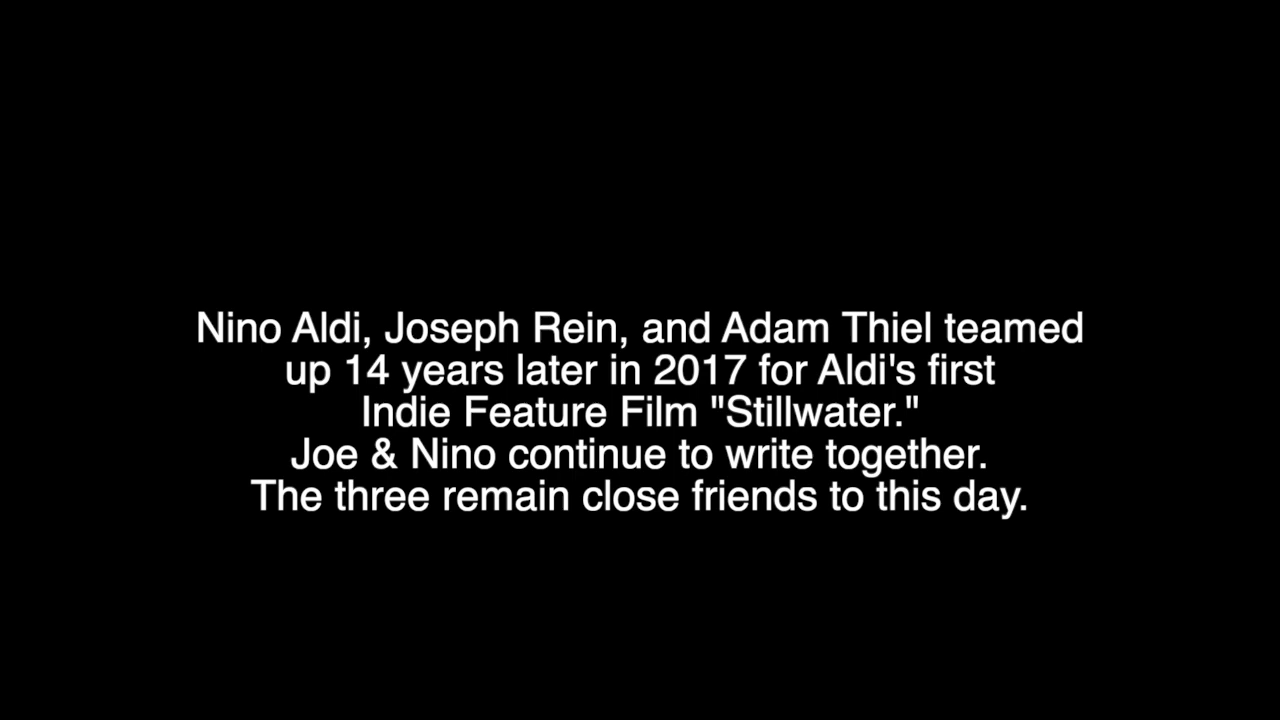 Nino Aldi, Joseph Rein, and Adam Thiel teamed
up 14 years later in 2017 for Aldi's first
Indie Feature Film "Stillwater."
Joe & Nino continue to write together.
The three remain close friends to this day.